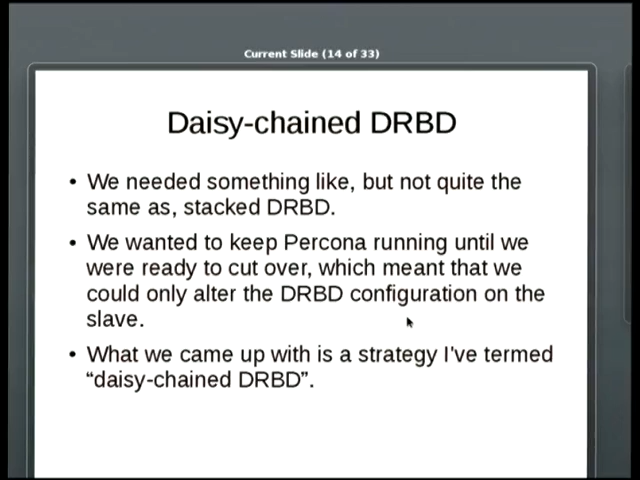 Current Slide (14 of 33)
Daisy-chained DRBD
• We needed something like, but not quite the
same as, stacked DRBD.
• We wanted to keep Percona running until we
were ready to cut over, which meant that we
could only alter the DRBD configuration on the
slave.
• What we came up with is a strategy I've termed
“daisy-chained DRBD”.